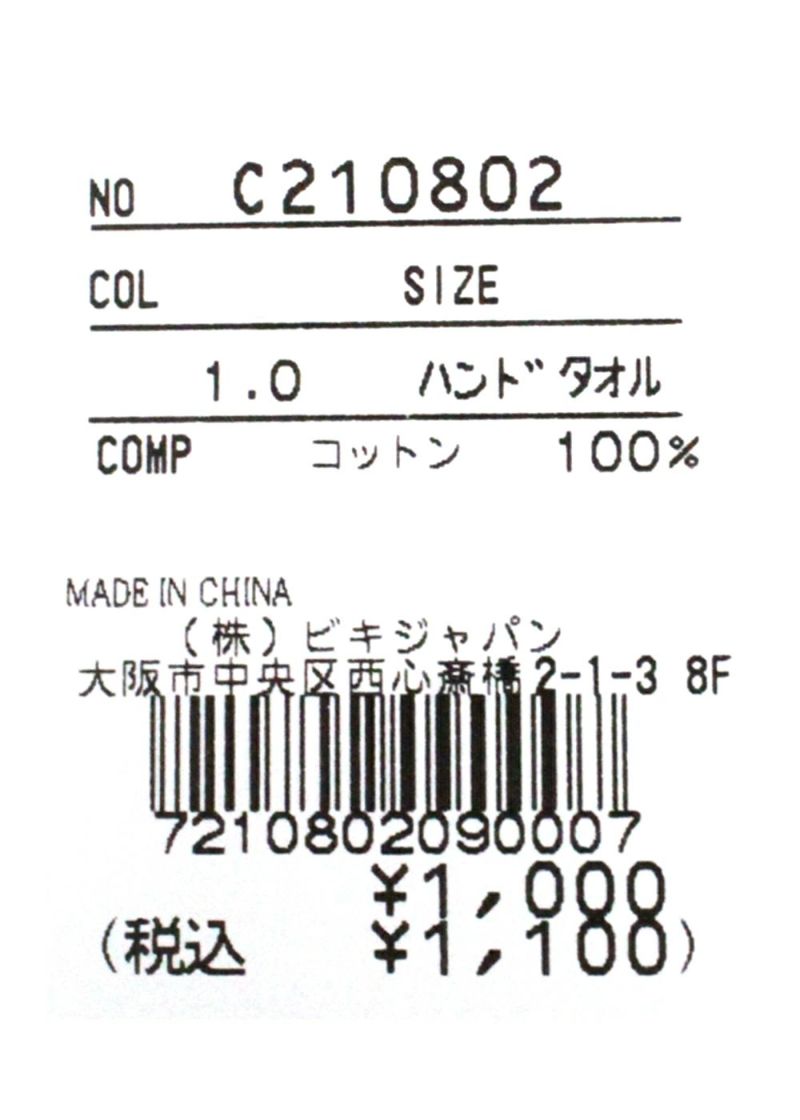 NO C210802
COL SIZE
1.0 ハンドタオル
COMP コットン 100%
MADE IN CHINA
(株)ビキジャパン
大阪市中央区西心斎橋2-1-3 8F
7210802090007
¥1,000
(税込 ¥1,100)